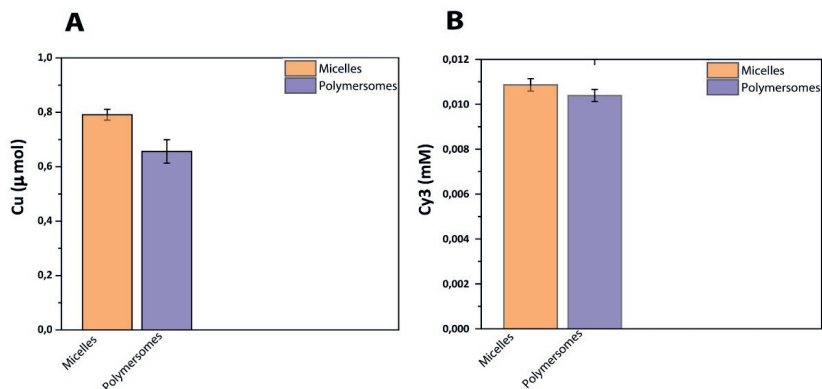 A
Cu (μmol)
1,0
0,8
0,6
0,4
0,2
0,0
Micelles
Polymersomes
Micelles
Polymersomes
B
Cy3 (mM)
0,012
0,010
0,008
0,006
0,004
0,002
0,000
Micelles
Polymersomes
Micelles
Polymersomes